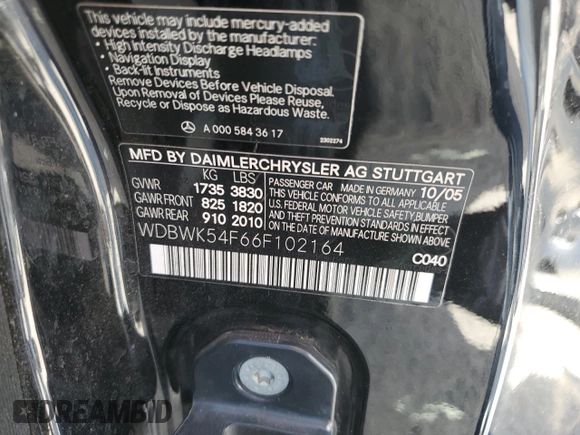 This vehicle may include mercury-added
devices installed by the manufacturer:
- High Intensity Discharge Headlamps
- Navigation Display
- Back-lit Instruments
Remove Devices Before Vehicle Disposal.
Upon Removal of Devices Please Reuse,
Recycle or Dispose as Hazardous Waste.
A 000 584 36 17
2302274
MFD BY DAIMLERCHRYSLER AG STUTTGART
KG LBS
GVWR 1735 3830
GAWR FRONT 825 1820
GAWR REAR 910 2010
PASSENGER CAR MADE IN GERMANY 10/05
THIS VEHICLE CONFORMS TO ALL APPLICABLE
U.S. FEDERAL MOTOR VEHICLE SAFETY, BUMPER
AND THEFT PREVENTION STANDARDS IN EFFECT
ON THE DATE OF MANUFACTURE SHOWN ABOVE.
WDBWK54F66F102164
C040
DREAMBID